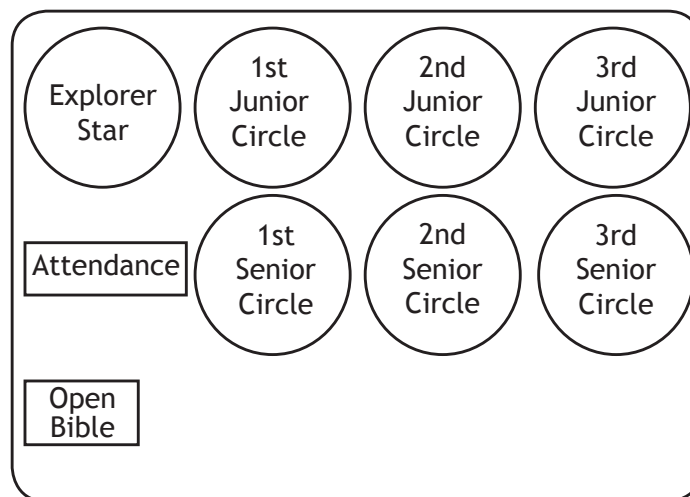 Explorer
Star
1st
Junior
Circle
2nd
Junior
Circle
3rd
Junior
Circle
Attendance
1st
Senior
Circle
2nd
Senior
Circle
3rd
Senior
Circle
Open
Bible